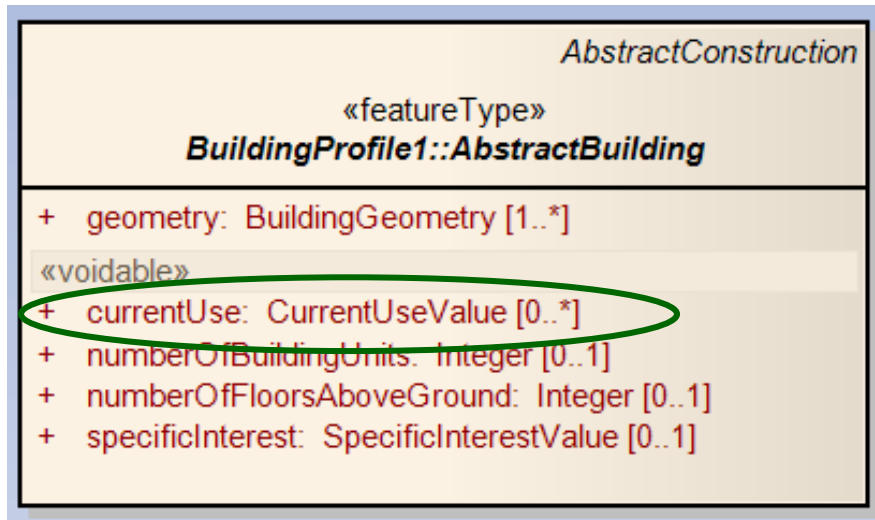 AbstractConstruction
«featureType»
BuildingProfile1::AbstractBuilding
+ geometry: BuildingGeometry [1..*]
«voidable»
+ currentUse: CurrentUseValue [0..*]
+ numberOfBuildingUnits: Integer [0..1]
+ numberOfFloorsAboveGround: Integer [0..1]
+ specificInterest: SpecificInterestValue [0..1]